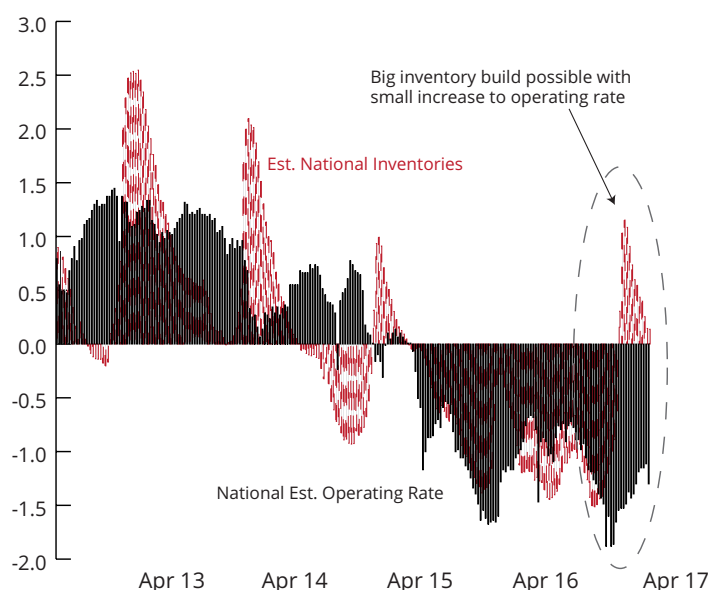 3.0
2.5
2.0
1.5
1.0
0.5
0.0
-0.5
-1.0
-1.5
-2.0
Big inventory build possible with
small increase to operating rate
Est. National Inventories
National Est. Operating Rate
Apr 13
Apr 14
Apr 15
Apr 16
Apr 17